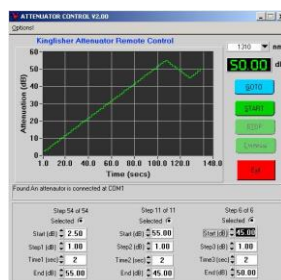 ATTENUATOR CONTROL V2.00
Options!
Kingfisher Attenuator Remote Control
1310 nm
50.00 dB
GOTO
START
STOP
Exit
Attenuation (dB)
60
50
40
30
20
10
0
1.0 20.0 40.0 60.0 80.0 100.0 120.0 148.0
Time (secs)
Found An attenuator is connected at COM1
Step 54 of 54 Step 11 of 11 Step 6 of 6
Selected Selected Selected
Start (dB) 2.50 Start (dB) 55.00 Start (dB) 45.00
Step1 (dB) 1.00 Step2 (dB) 1.00 Step3 (dB) 1.00
Time1 (sec) 2 Time2 (sec) 2 Time3 (sec) 2
End (dB) 55.00 End (dB) 45.00 End (dB) 50.00